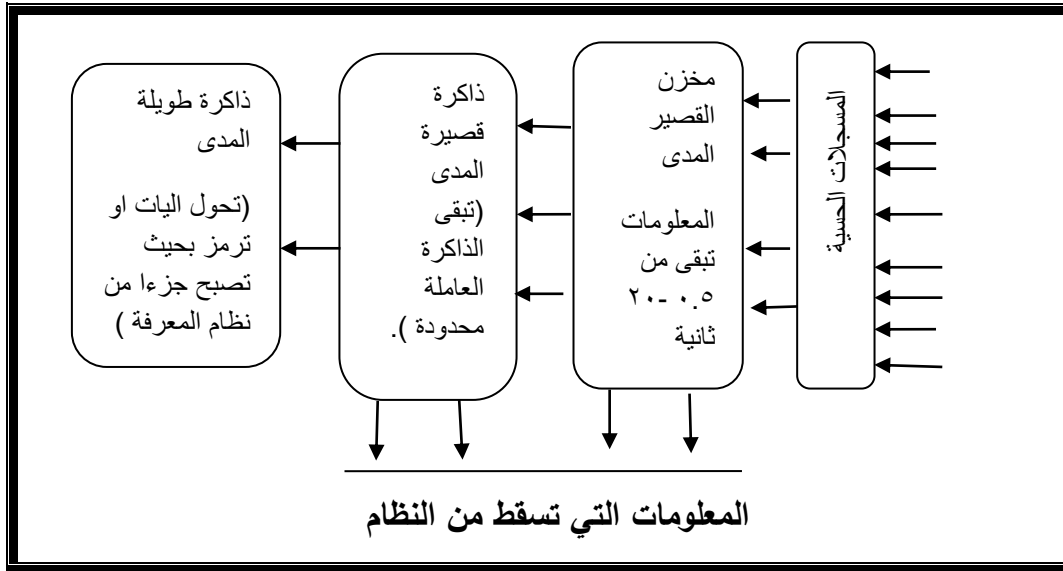 المسجلات الحسية
مخزن
القصير
المدى
المعلومات
تبقى من
٠.٥ -٢٠
ثانية
ذاكرة
قصيرة
المدى
(تبقى
الذاكرة
العاملة
محدودة ).
ذاكرة طويلة
المدى
(تحول اليات او
ترمز بحيث
تصبح جزءا من
نظام المعرفة )
المعلومات التي تسقط من النظام